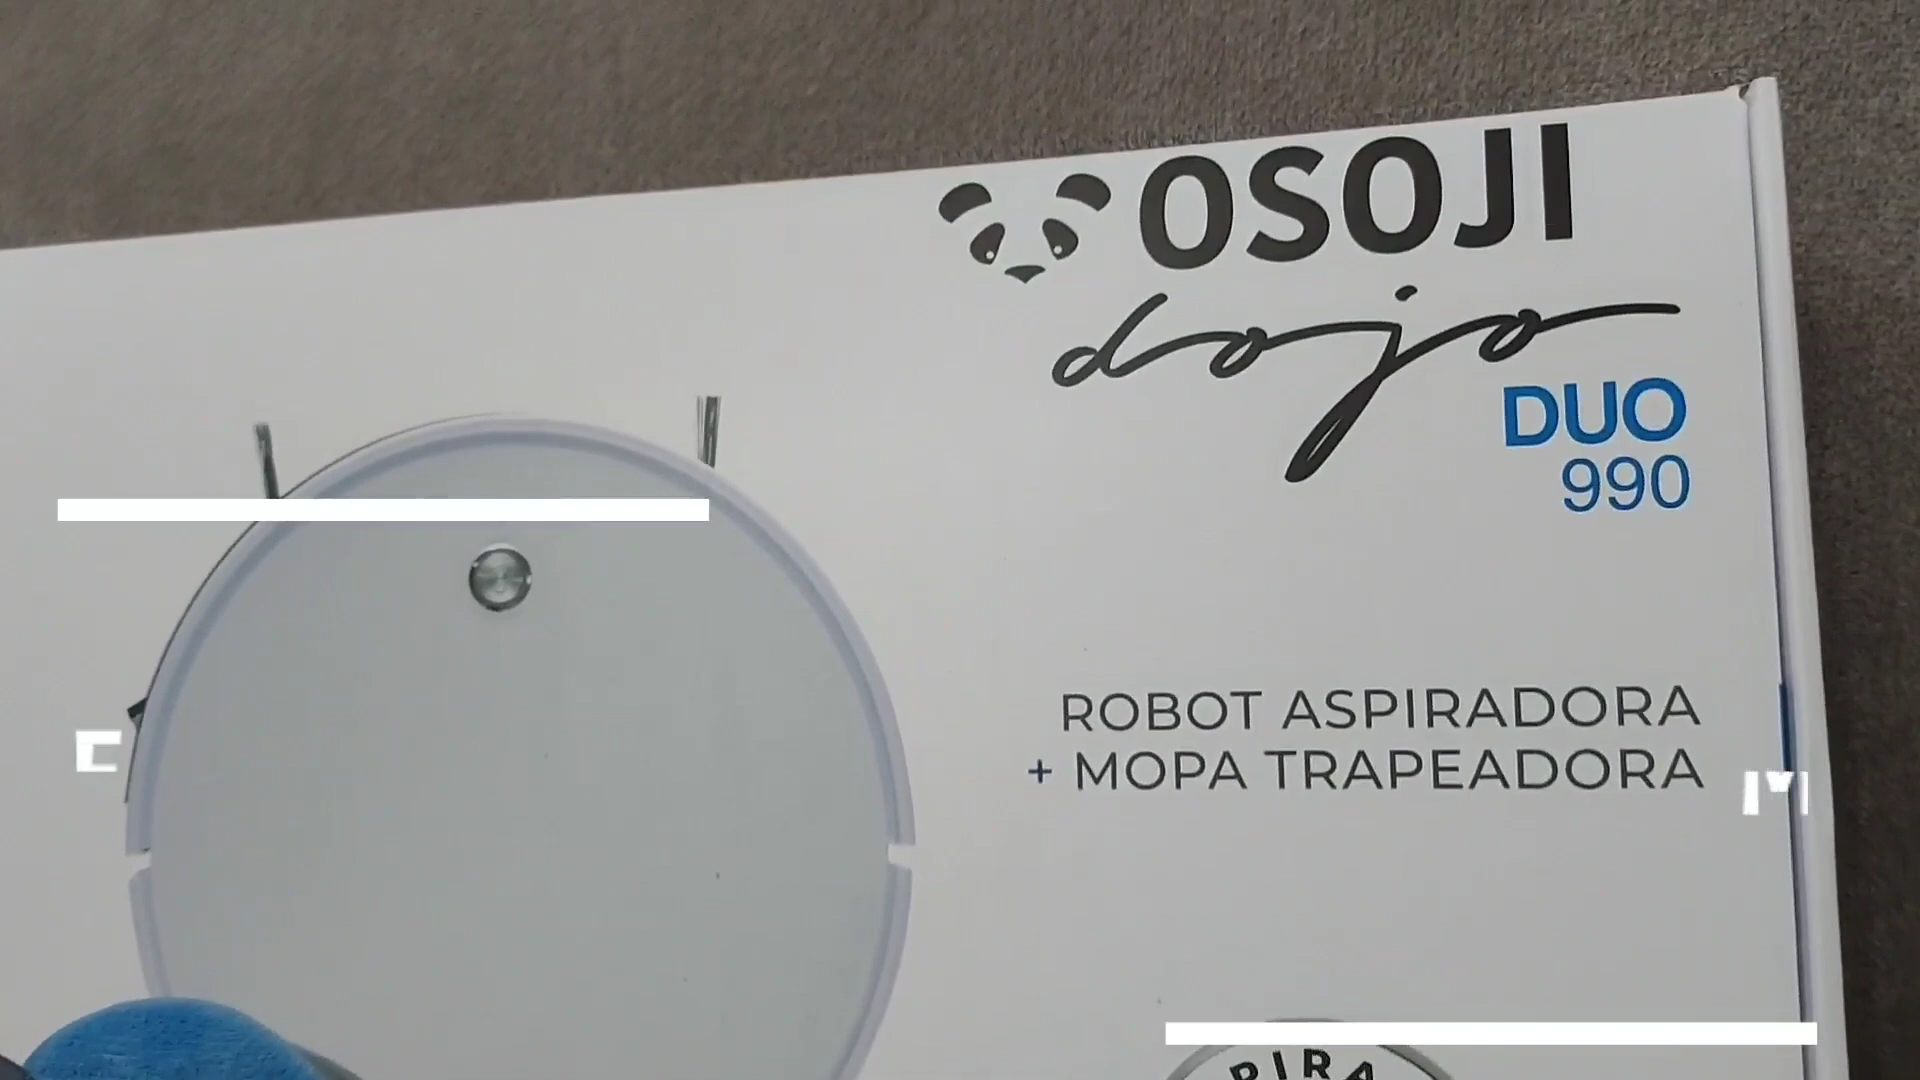 OSOJI
dojo
DUO
990
ROBOT ASPIRADORA
+ MOPA TRAPEADORA